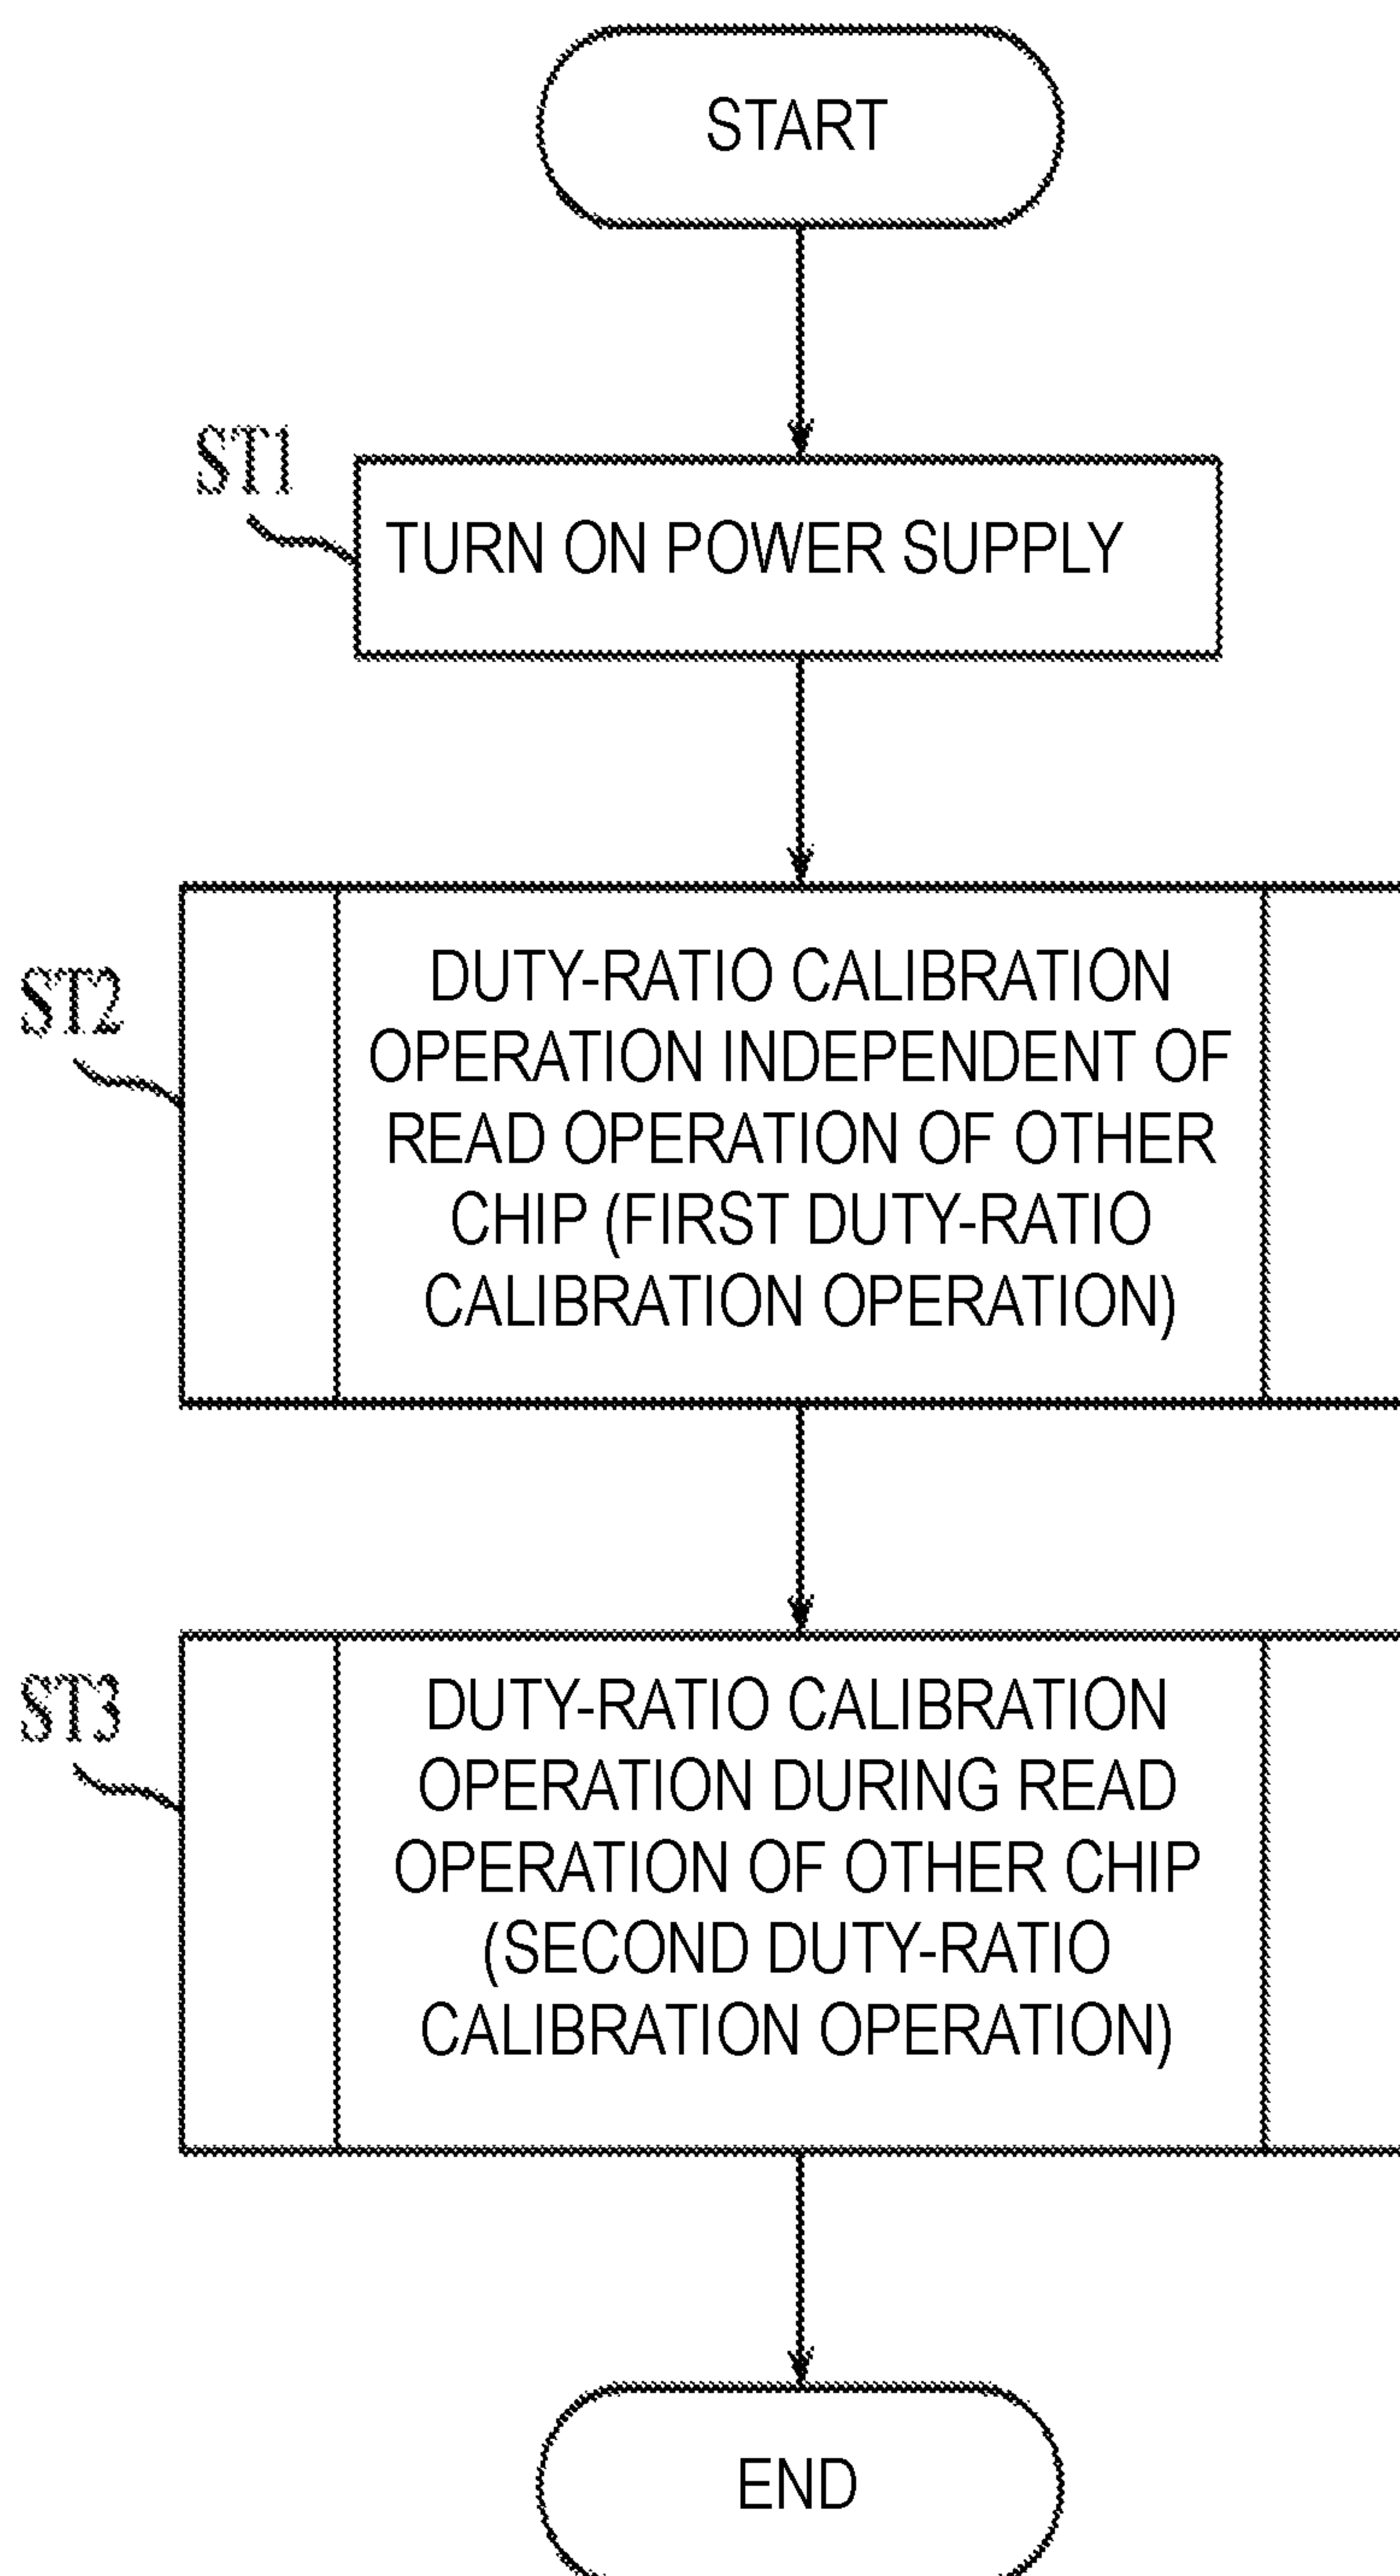 START
ST1
TURN ON POWER SUPPLY
ST2
DUTY-RATIO CALIBRATION
OPERATION INDEPENDENT OF
READ OPERATION OF OTHER
CHIP (FIRST DUTY-RATIO
CALIBRATION OPERATION)
ST3
DUTY-RATIO CALIBRATION
OPERATION DURING READ
OPERATION OF OTHER CHIP
(SECOND DUTY-RATIO
CALIBRATION OPERATION)
END